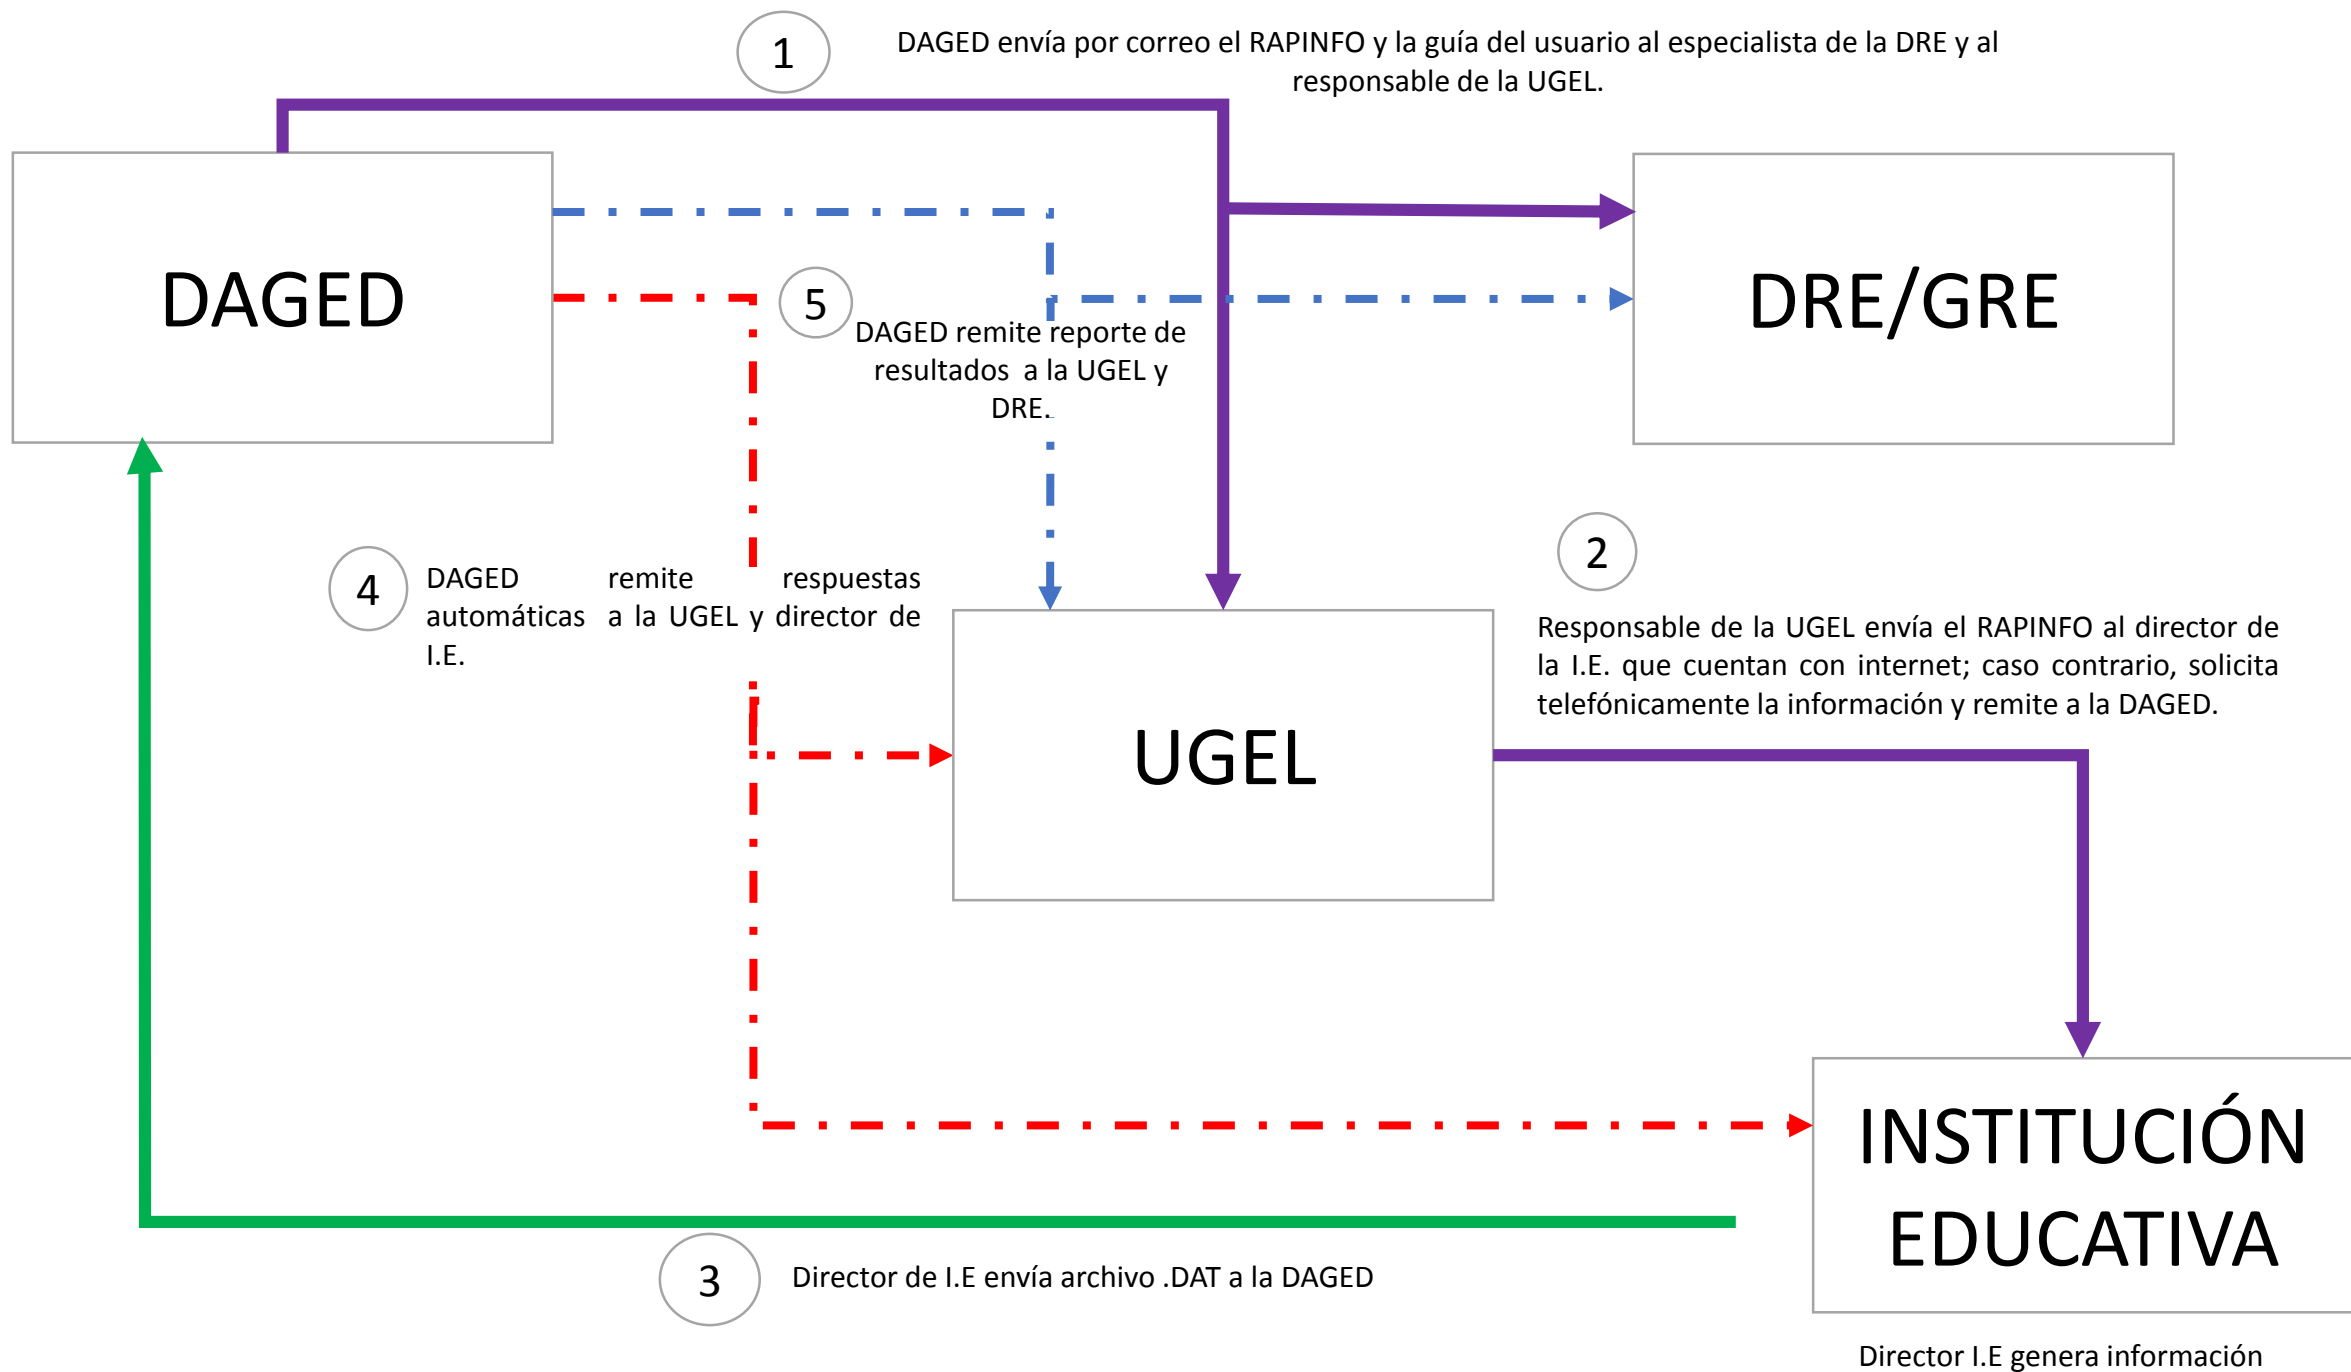 1
DAGED envía por correo el RAPINFO y la guía del usuario al especialista de la DRE y al
responsable de la UGEL.
DAGED
DRE/GRE
5
DAGED remite reporte de
resultados a la UGEL y
DRE.
4
DAGED remite respuestas
automáticas a la UGEL y director de
I.E.
2
Responsable de la UGEL envía el RAPINFO al director de
la I.E. que cuentan con internet; caso contrario, solicita
telefónicamente la información y remite a la DAGED.
UGEL
INSTITUCIÓN
EDUCATIVA
3
Director de I.E envía archivo .DAT a la DAGED
Director I.E genera información